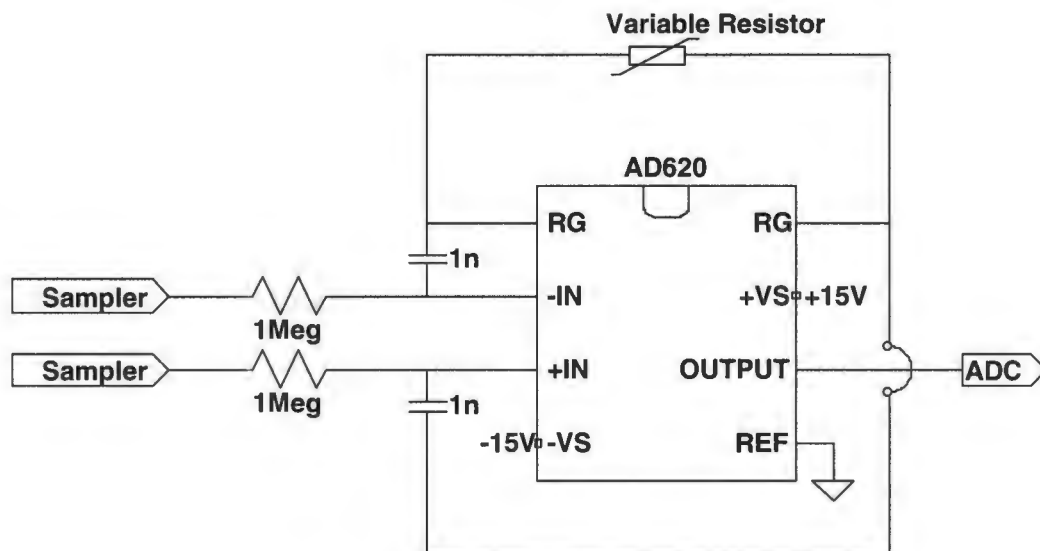 Variable Resistor
AD620
RG
RG
1n
Sampler
1Meg
-IN
+VS
+15V
Sampler
1Meg
+IN
OUTPUT
ADC
1n
-15V
-VS
REF